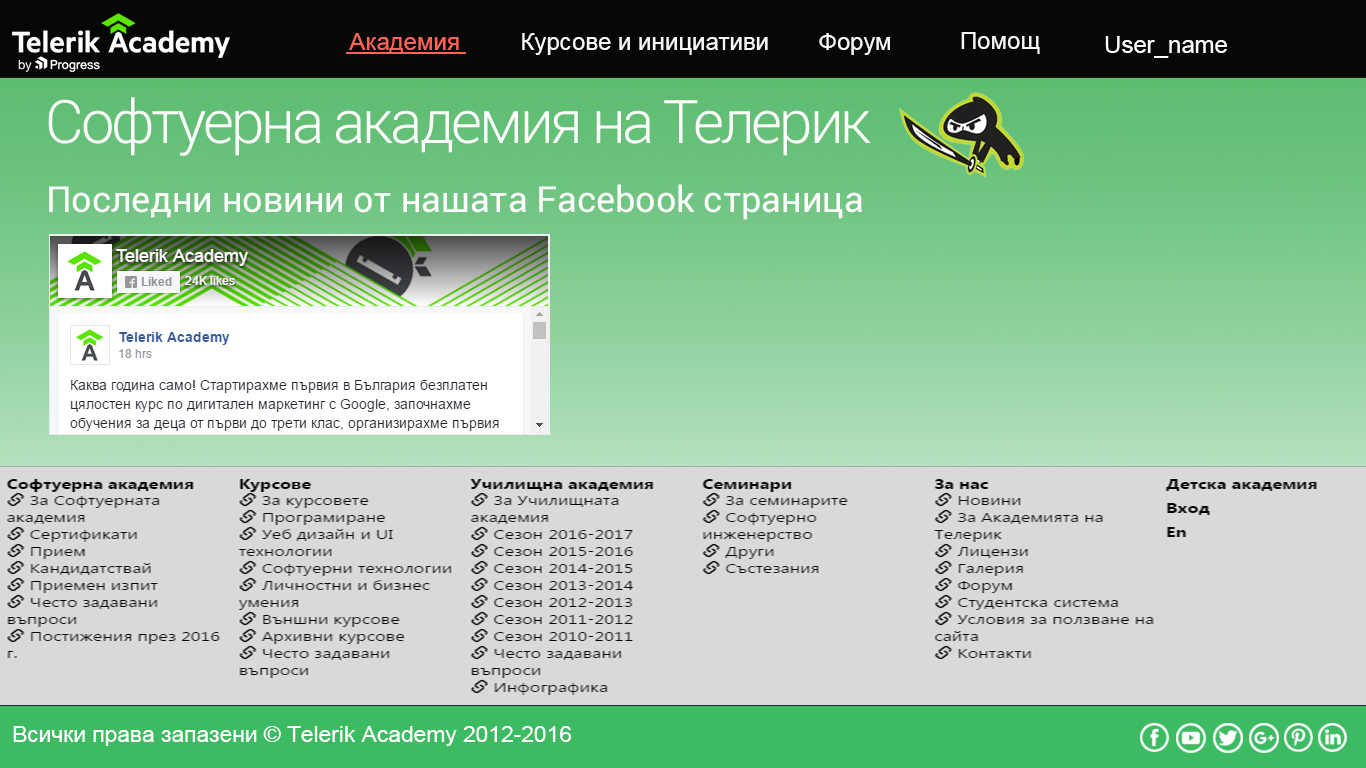 Telerik Academy
by Progress
Академия
Курсове и инициативи
Форум
Помощ
User_name
Софтуерна академия на Телерик
Последни новини от нашата Facebook страница
Telerik Academy
Liked
24K likes
A
Telerik Academy
18 hrs
A
Каква година само! Стартирахме първия в България безплатен
цялостен курс по дигитален маркетинг с Google, започнахме
обучения за деца от първи до трети клас, организирахме първия
Софтуерна академия
За Софтуерната
академия
Сертификати
Прием
Кандидатствай
Приемен изпит
Често задавани
въпроси
Постижения през 2016
г.
Курсове
За курсовете
Програмиране
Уеб дизайн и UI
технологии
Софтуерни технологии
Личностни и бизнес
умения
Външни курсове
Архивни курсове
Често задавани
въпроси
Училищна академия
За Училищната
академия
Сезон 2016-2017
Сезон 2015-2016
Сезон 2014-2015
Сезон 2013-2014
Сезон 2012-2013
Сезон 2011-2012
Сезон 2010-2011
Често задавани
въпроси
Инфографика
Семинари
За семинарите
Софтуерно
инженерство
Други
Състезания
За нас
Новини
За Академията на
Телерик
Лицензи
Галерия
Форум
Студентска система
Условия за ползване на
сайта
Контакти
Детска академия
Вход
En
Всички права запазени © Telerik Academy 2012-2016